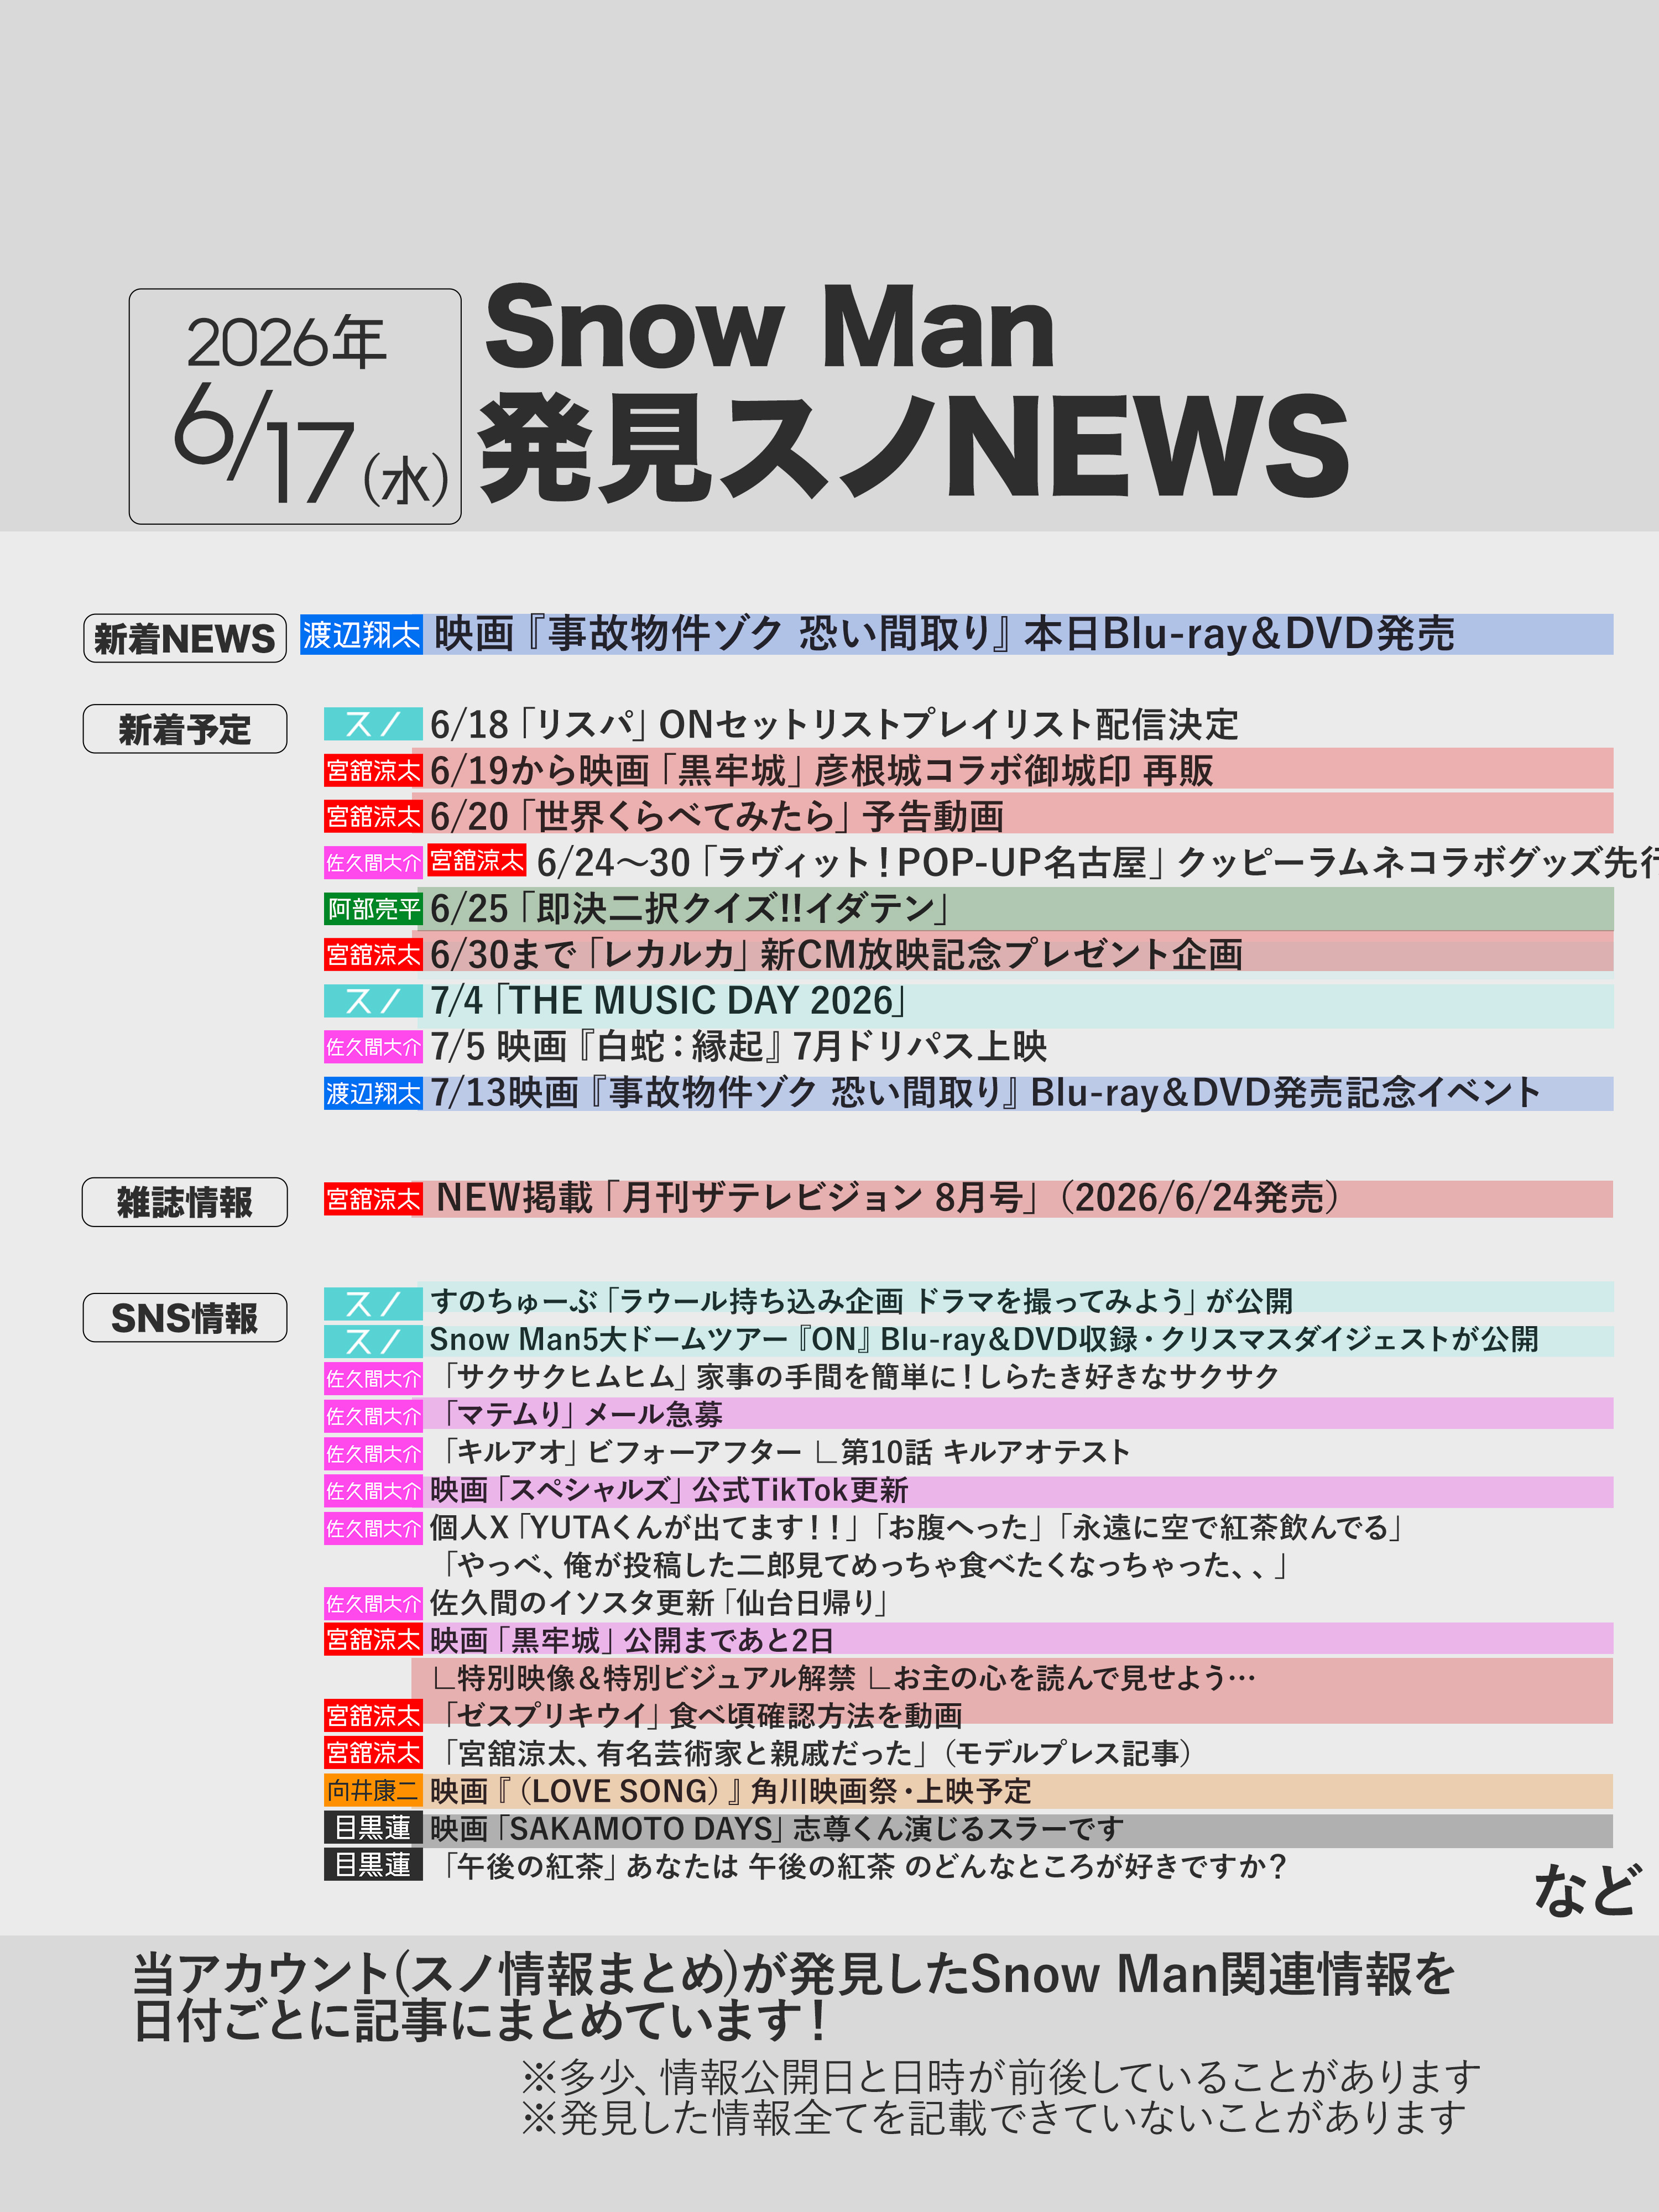 2026年
6/17(水)
Snow Man
発見スノNEWS
新着NEWS
渡辺翔太 映画『事故物件ゾク 恐い間取り』本日Blu-ray&DVD発売
新着予定
スノ 6/18「リスパ」ONセットリストプレイリスト配信決定
宮舘涼太 6/19から映画「黒牢城」彦根城コラボ御城印 再販
宮舘涼太 6/20「世界くらべてみたら」予告動画
佐久間大介 宮舘涼太 6/24〜30「ラヴィット!POP-UP名古屋」クッピーラムネコラボグッズ先行
阿部亮平 6/25「即決二択クイズ!!イダテン」
宮舘涼太 6/30まで「レカルカ」新CM放映記念プレゼント企画
スノ 7/4「THE MUSIC DAY 2026」
佐久間大介 7/5 映画『白蛇:縁起』7月ドリパス上映
渡辺翔太 7/13映画『事故物件ゾク 恐い間取り』Blu-ray&DVD発売記念イベント
雑誌情報
宮舘涼太 NEW掲載「月刊ザテレビジョン 8月号」(2026/6/24発売)
SNS情報
スノ すのちゅーぶ「ラウール持ち込み企画 ドラマを撮ってみよう」が公開
スノ Snow Man5大ドームツアー『ON』Blu-ray&DVD収録・クリスマスダイジェストが公開
佐久間大介 「サクサクヒムヒム」家事の手間を簡単に!しらたき好きなサクサク
佐久間大介 「マテムり」メール急募
佐久間大介 「キルアオ」ビフォーアフター ∟第10話 キルアオテスト
佐久間大介 映画「スペシャルズ」公式TikTok更新
佐久間大介 個人X「YUTAくんが出てます!!」「お腹へった」「永遠に空で紅茶飲んでる」
「やっべ、俺が投稿した二郎見てめっちゃ食べたくなっちゃった、、」
佐久間大介 佐久間のイソスタ更新「仙台日帰り」
宮舘涼太 映画「黒牢城」公開まであと2日
∟特別映像&特別ビジュアル解禁 ∟お主の心を読んで見せよう…
宮舘涼太 「ゼスプリキウイ」食べ頃確認方法を動画
宮舘涼太 「宮舘涼太、有名芸術家と親戚だった」(モデルプレス記事)
向井康二 映画『(LOVE SONG)』角川映画祭・上映予定
目黒蓮 映画「SAKAMOTO DAYS」志尊くん演じるスラーです
目黒蓮 「午後の紅茶」あなたは 午後の紅茶 のどんなところが好きですか?
など
当アカウント(スノ情報まとめ)が発見したSnow Man関連情報を
日付ごとに記事にまとめています!
※多少、情報公開日と日時が前後していることがあります
※発見した情報全てを記載できていないことがあります